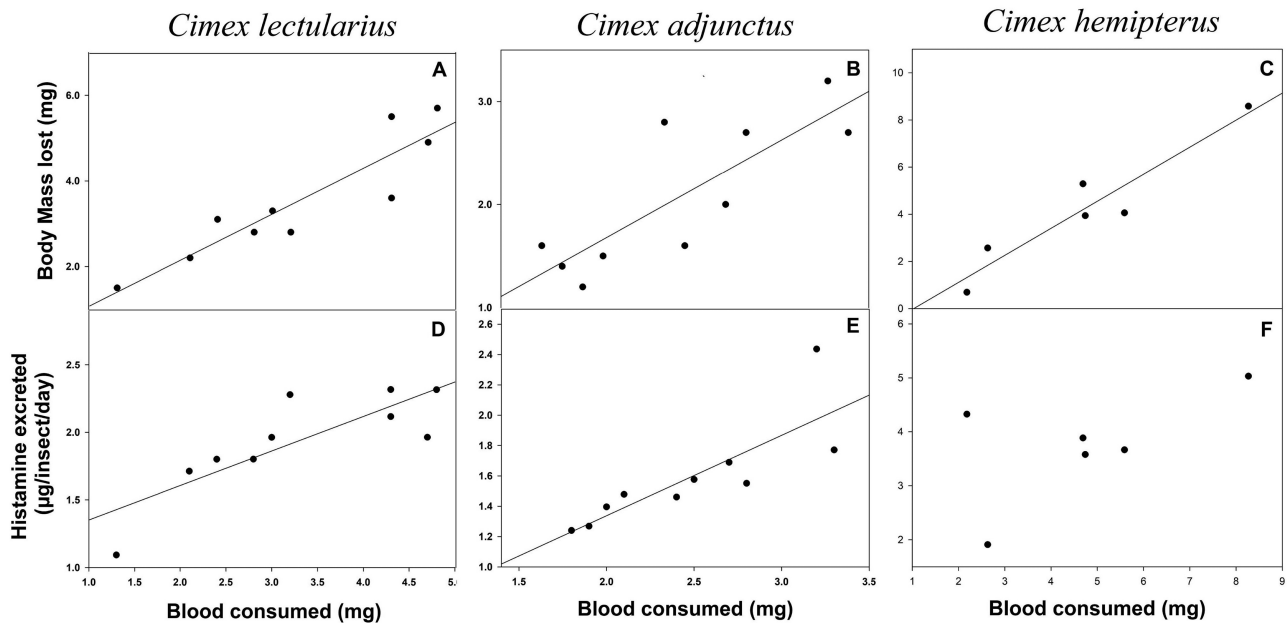 Cimex lectularius
Cimex adjunctus
Cimex hemipterus
Body Mass lost (mg)
A
6.0
4.0
2.0
B
3.0
2.0
1.0
C
10
8
6
4
2
0
Histamine excreted
(µg/insect/day)
D
2.5
2.0
1.5
1.0
1.0 1.5 2.0 2.5 3.0 3.5 4.0 4.5 5.0
Blood consumed (mg)
E
2.6
2.4
2.2
2.0
1.8
1.6
1.4
1.2
1.0
2.0 2.5 3.0 3.5
Blood consumed (mg)
F
6
5
4
3
2
1 2 3 4 5 6 7 8 9
Blood consumed (mg)